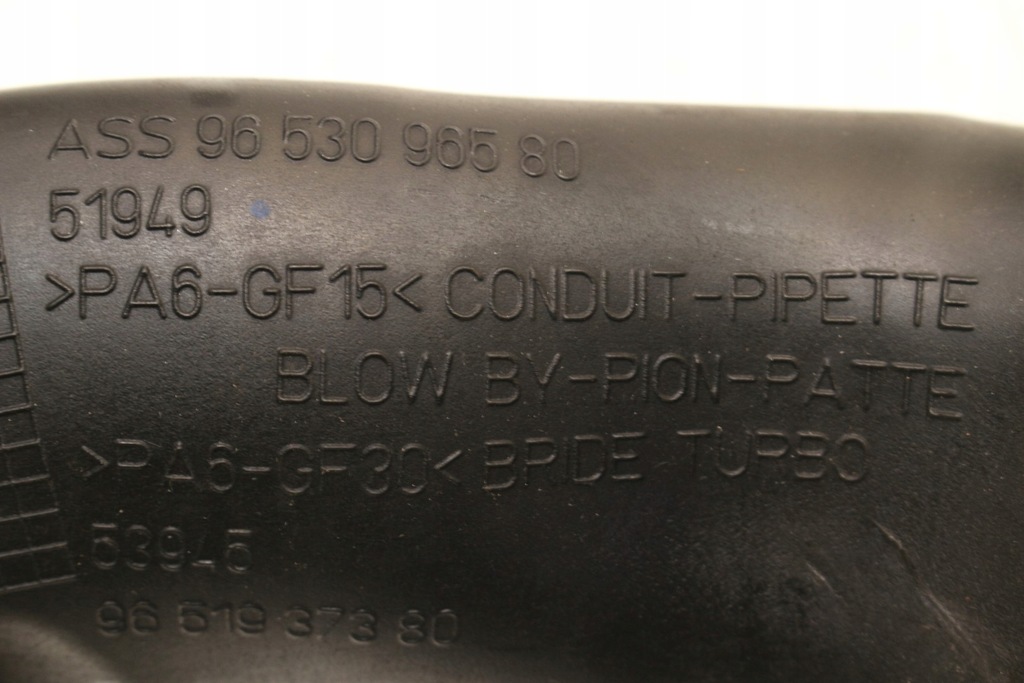 ASS 96 530 965 80
51949
>PA6-GF15< CONDUIT-PIPETTE
BLOW BY-PION-PATTE
>PA6-GF30< BRIDE TURBO
53945
96 519 373 80